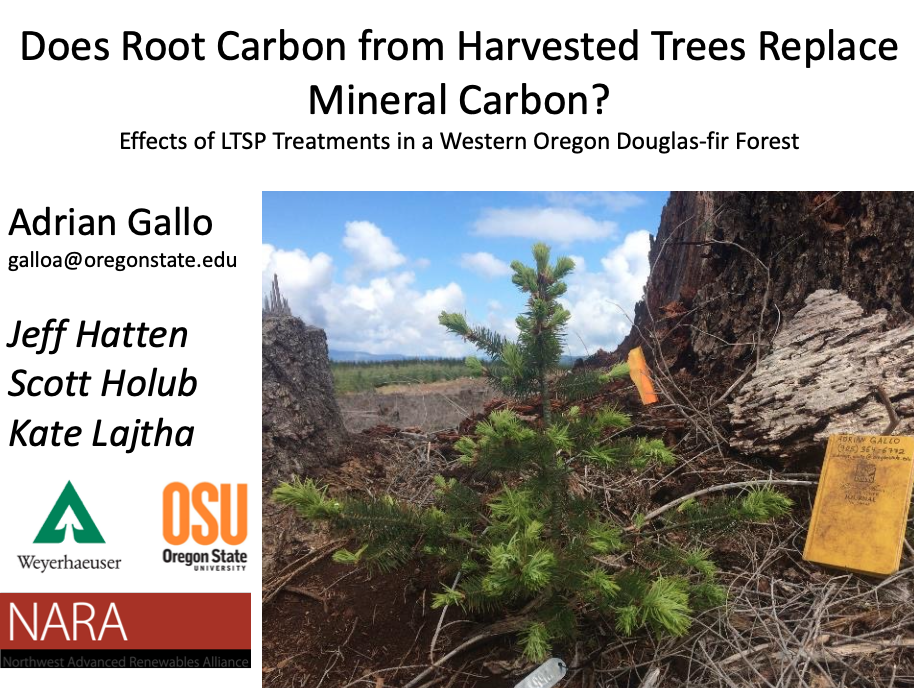 Does Root Carbon from Harvested Trees Replace
Mineral Carbon?
Effects of LTSP Treatments in a Western Oregon Douglas-fir Forest
Adrian Gallo
galloa@oregonstate.edu
Jeff Hatten
Scott Holub
Kate Lajtha
Weyerhaeuser
OSU
Oregon State
UNIVERSITY
NARA
Northwest Advanced Renewables Alliance
ADRIAN GALLO
JOURNAL